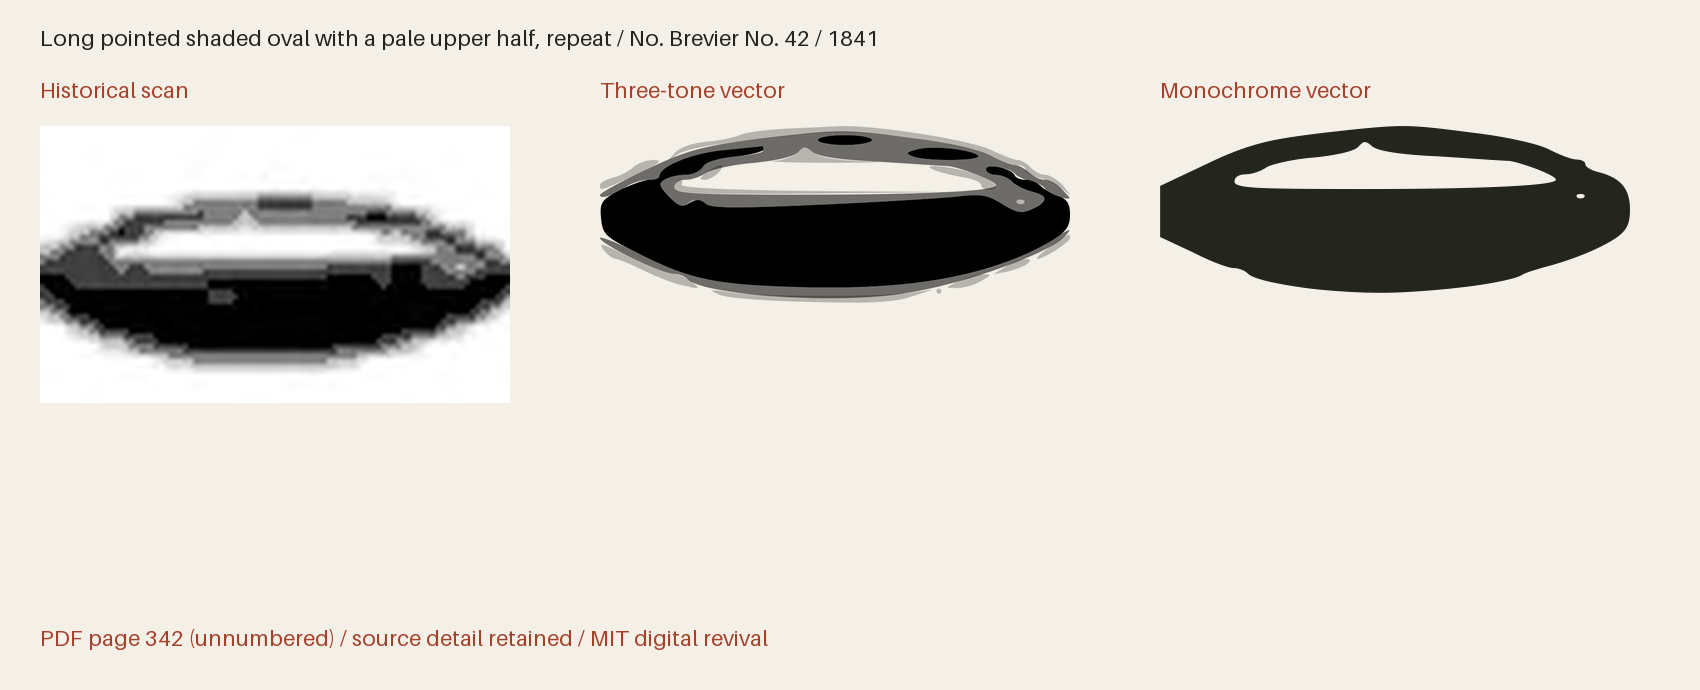 Long pointed shaded oval with a pale upper half, repeat / No. Brevier No. 42 / 1841
Historical scan
Three-tone vector
Monochrome vector
PDF page 342 (unnumbered) / source detail retained / MIT digital revival